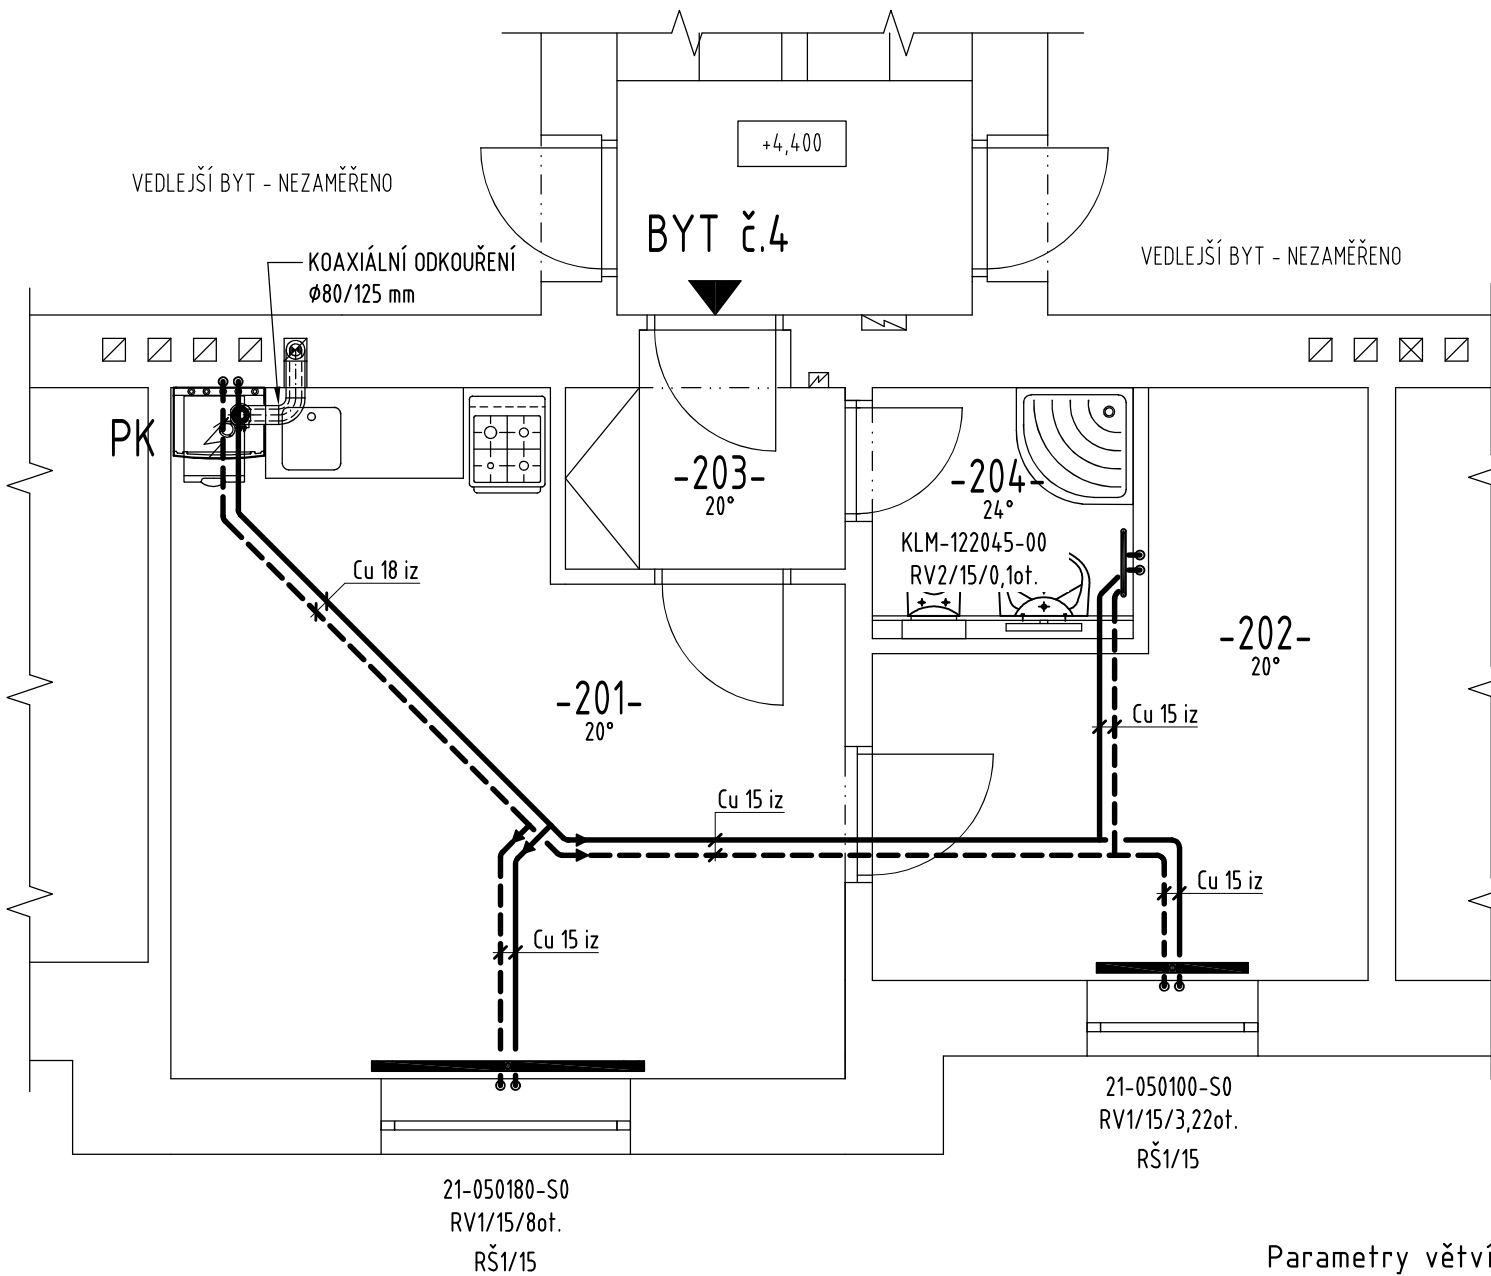 +4,400
VEDLEJŠÍ BYT - NEZAMĚŘENO
BYT č.4
VEDLEJŠÍ BYT - NEZAMĚŘENO
KOAXIÁLNÍ ODKOUŘENÍ
ø80/125 mm
PK
-203-
20°
-204-
24°
KLM-122045-00
RV2/15/0,1ot.
Cu 18 iz
-202-
20°
-201-
20°
Cu 15 iz
Cu 15 iz
Cu 15 iz
Cu 15 iz
21-050100-S0
RV1/15/3,22ot.
RŠ1/15
21-050180-S0
RV1/15/8ot.
RŠ1/15
Parametry větví